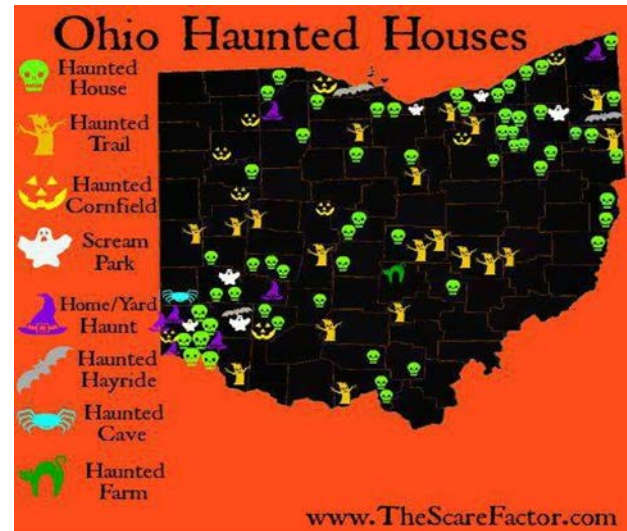 Ohio Haunted Houses
Haunted
House
Haunted
Trail
Haunted
Cornfield
Scream
Park
Home/Yard
Haunt
Haunted
Hayride
Haunted
Cave
Haunted
Farm
www.TheScareFactor.com